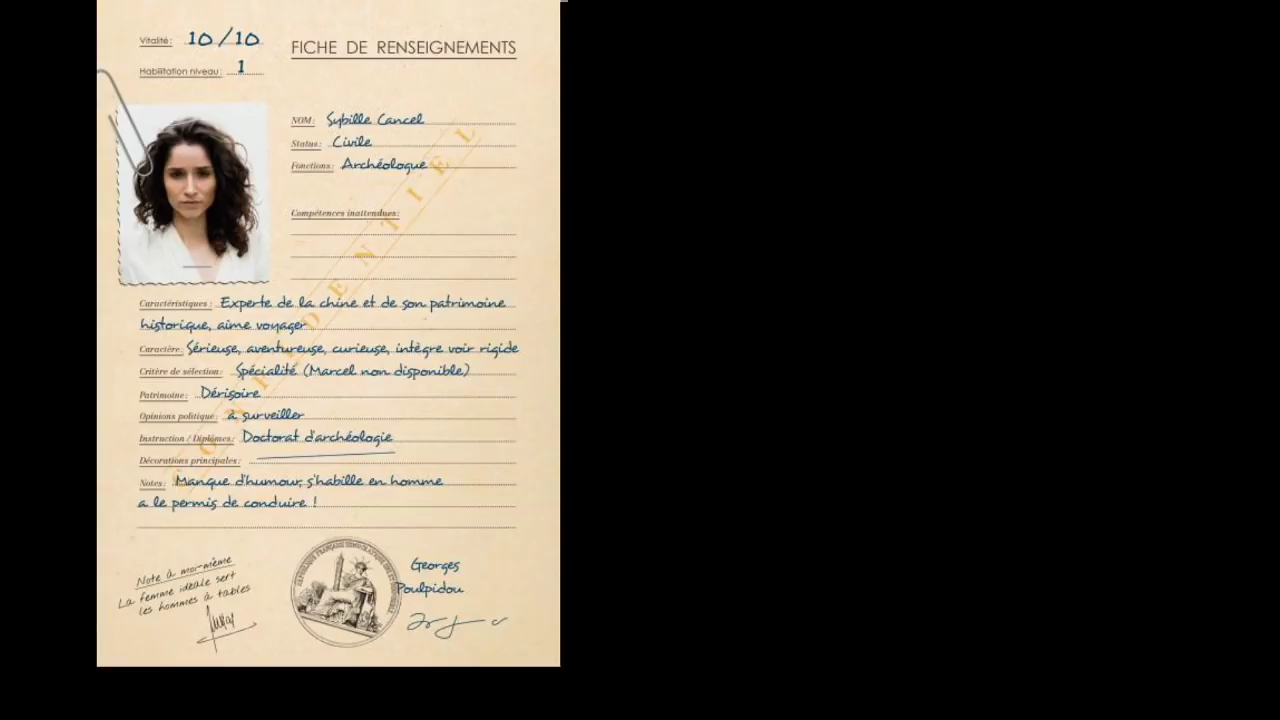 Vitalité: 10/10
Habilitation niveau: 1
FICHE DE RENSEIGNEMENTS
NOM: Sybille Cancel
Status: Civile
Fonctions: Archéologue
Compétences inattendues:
CONFIDENTIEL
Caractéristiques: Experte de la chine et de son patrimoine
historique, aime voyager
Caractère: Sérieuse, aventureuse, curieuse, intègre voir rigide
Critère de sélection: Spécialité (Marcel non disponible)
Patrimoine: Dérisoire
Opinions politique: à surveiller
Instruction / Diplômes: Doctorat d'archéologie
Décorations principales:
Notes: Manque d'humour, s'habille en homme
a le permis de conduire !
Note à moi-même
La femme idéale sert
les hommes à tables
RÉPUBLIQUE FRANÇAISE DÉMOCRATIQUE
Georges
Poulpidou